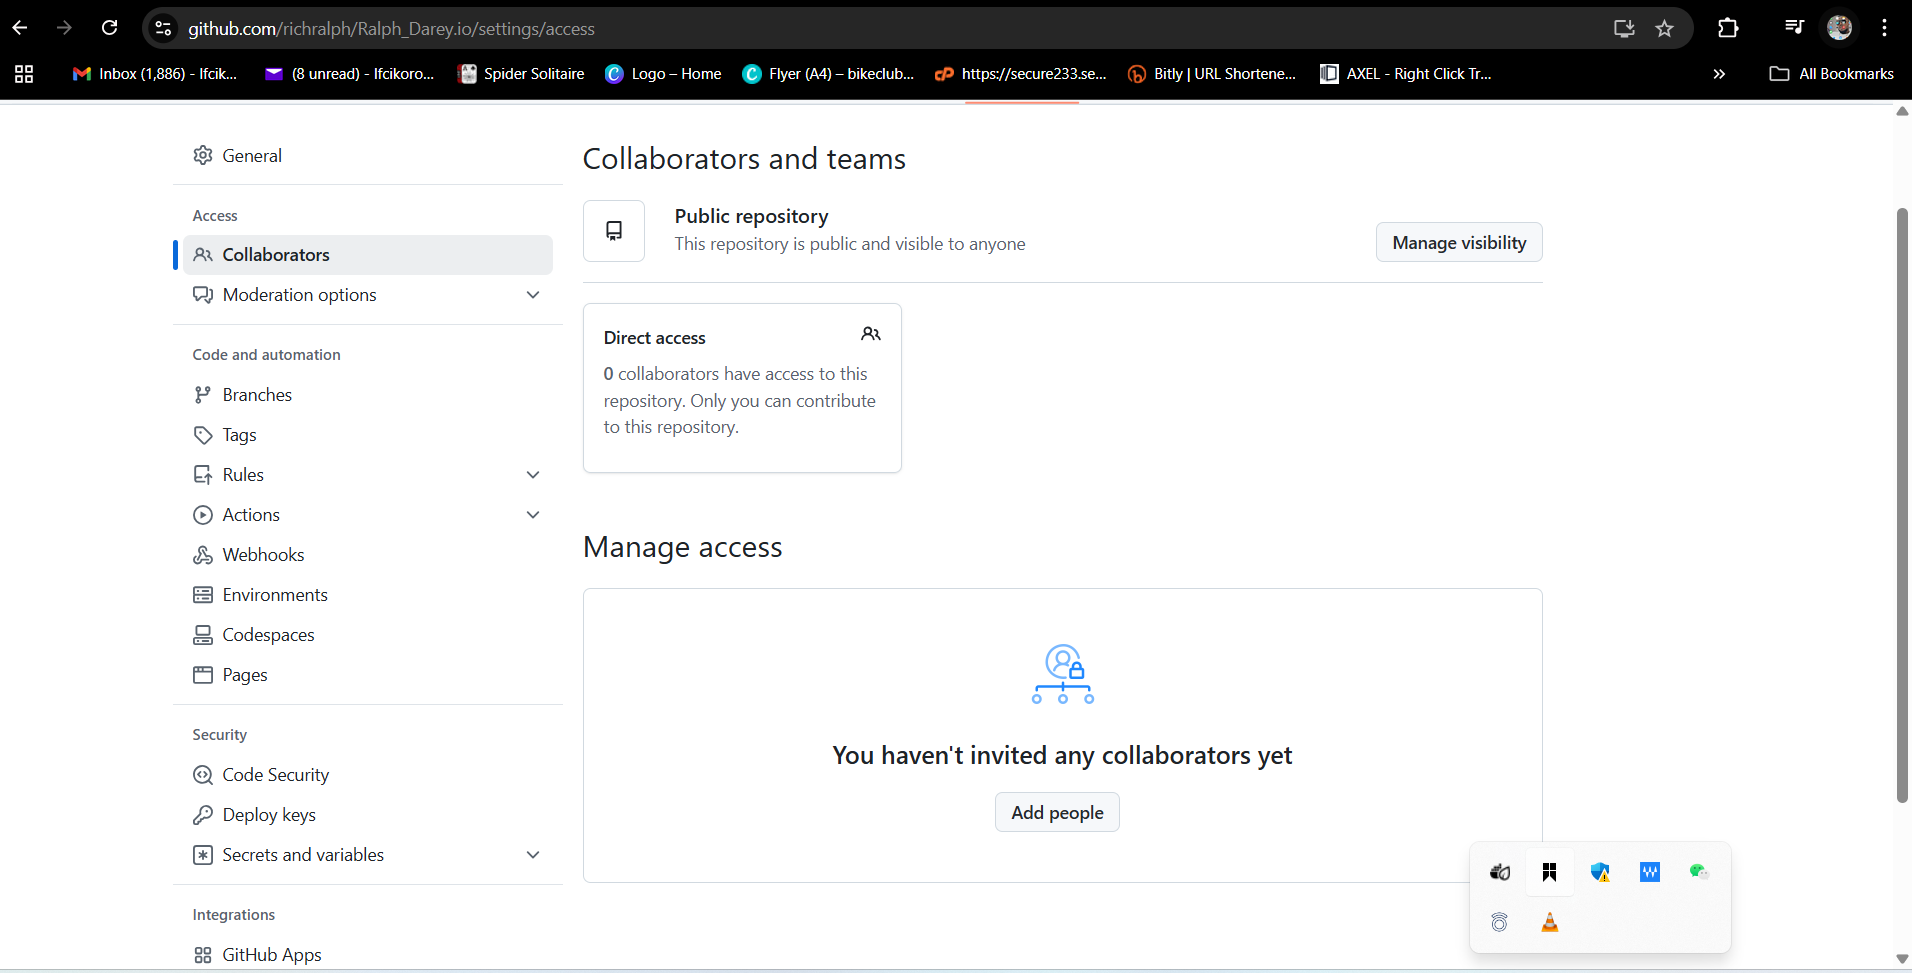 github.com/richralph/Ralph_Darey.io/settings/access
Inbox (1,886) - Ifcik...
(8 unread) - Ifcikoro...
Spider Solitaire
Logo – Home
Flyer (A4) – bikeclub...
https://secure233.se...
Bitly | URL Shortene...
AXEL - Right Click Tr...
»
All Bookmarks
General
Access
Collaborators
Moderation options
Code and automation
Branches
Tags
Rules
Actions
Webhooks
Environments
Codespaces
Pages
Security
Code Security
Deploy keys
Secrets and variables
Integrations
GitHub Apps
Collaborators and teams
Public repository
This repository is public and visible to anyone
Manage visibility
Direct access
0 collaborators have access to this
repository. Only you can contribute
to this repository.
Manage access
You haven't invited any collaborators yet
Add people